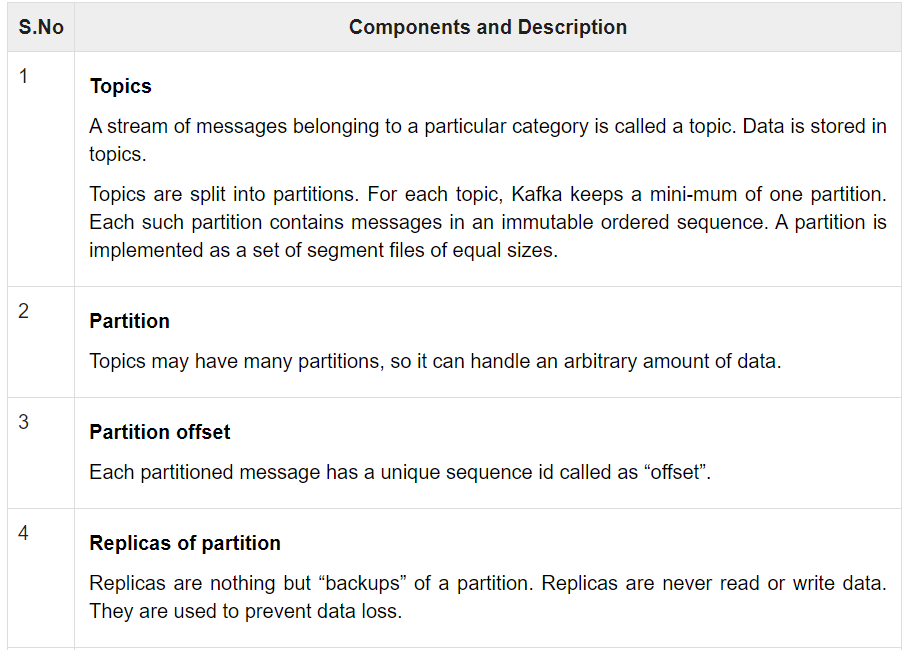 S.No Components and Description
1
Topics
A stream of messages belonging to a particular category is called a topic. Data is stored in
topics.
Topics are split into partitions. For each topic, Kafka keeps a mini-mum of one partition.
Each such partition contains messages in an immutable ordered sequence. A partition is
implemented as a set of segment files of equal sizes.
2
Partition
Topics may have many partitions, so it can handle an arbitrary amount of data.
3
Partition offset
Each partitioned message has a unique sequence id called as “offset”.
4
Replicas of partition
Replicas are nothing but “backups” of a partition. Replicas are never read or write data.
They are used to prevent data loss.